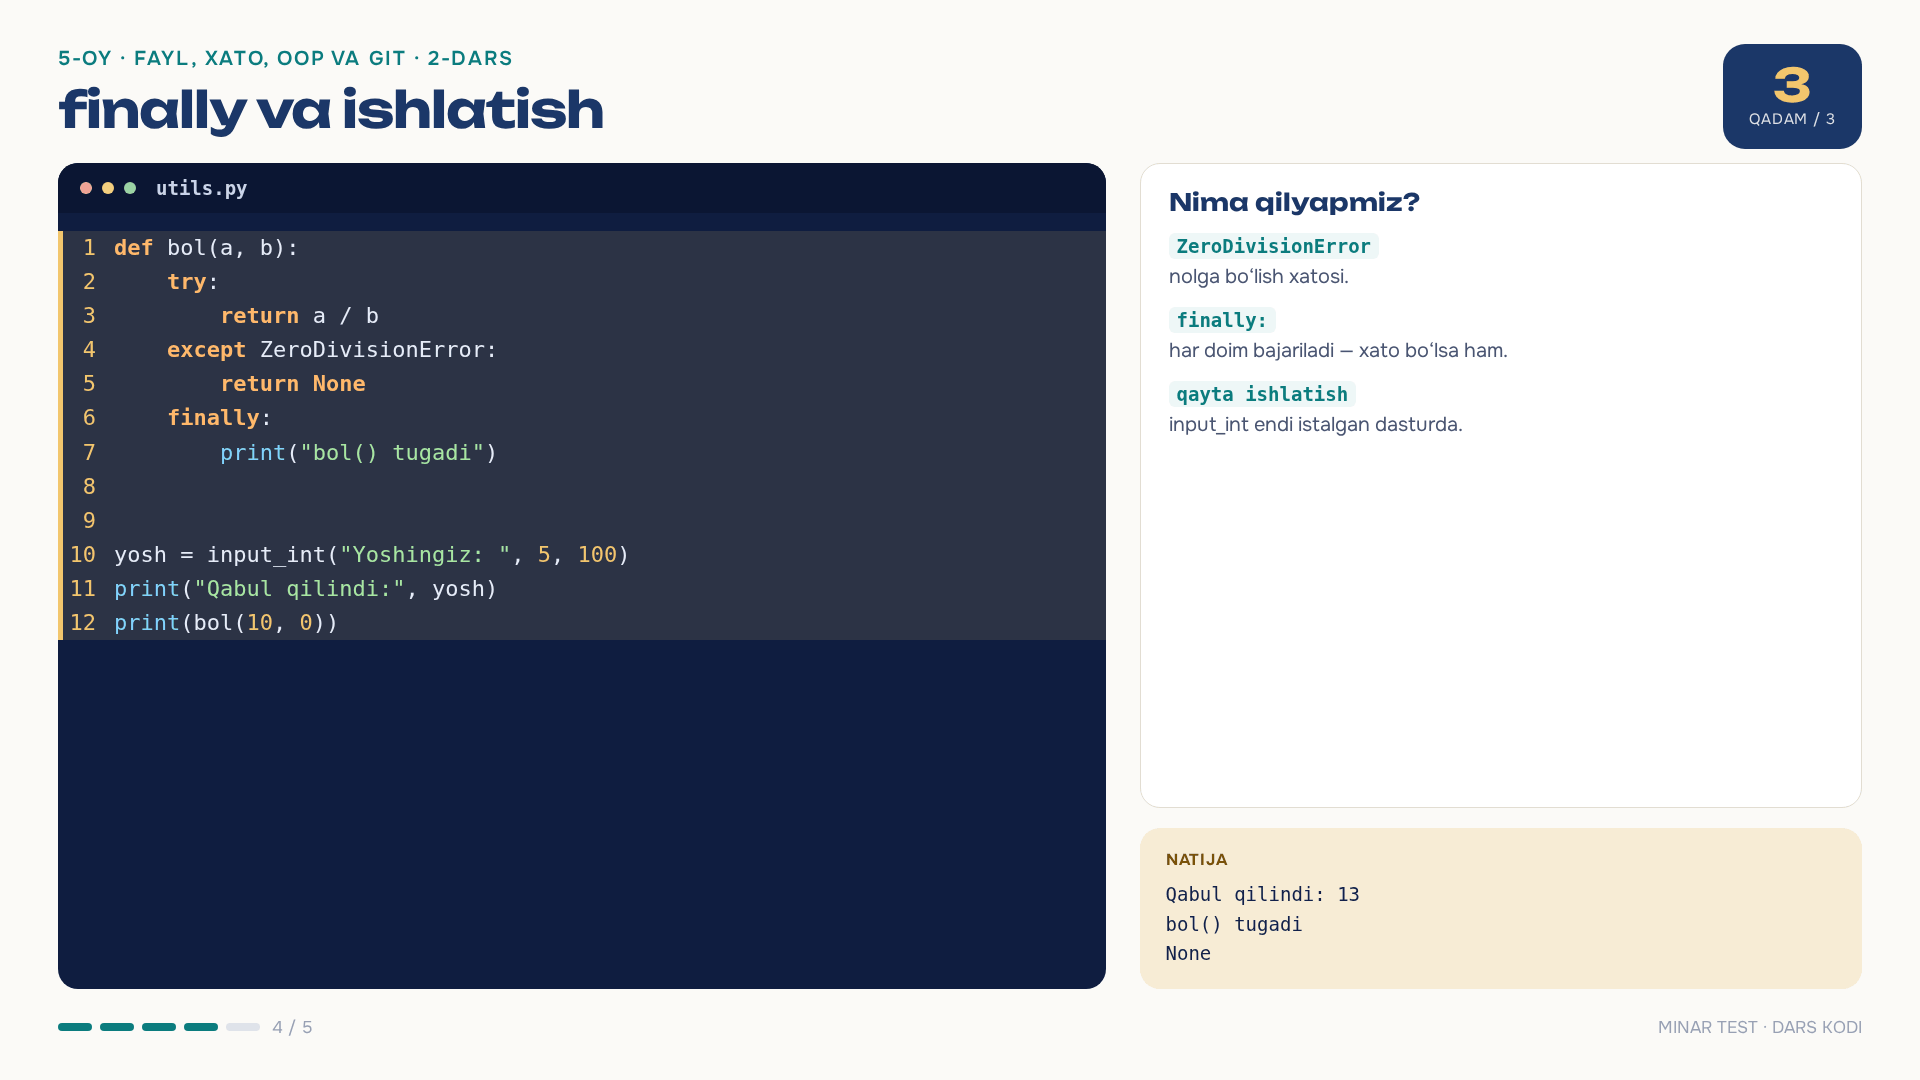 5-OY · FAYL, XATO, OOP VA GIT · 2-DARS
finally va ishlatish
3
QADAM / 3
utils.py
1 def bol(a, b):
2     try:
3         return a / b
4     except ZeroDivisionError:
5         return None
6     finally:
7         print("bol() tugadi")
8
9
10 yosh = input_int("Yoshingiz: ", 5, 100)
11 print("Qabul qilindi:", yosh)
12 print(bol(10, 0))
Nima qilyapmiz?
ZeroDivisionError
nolga boʻlish xatosi.
finally:
har doim bajariladi — xato boʻlsa ham.
qayta ishlatish
input_int endi istalgan dasturda.
NATIJA
Qabul qilindi: 13
bol() tugadi
None
4 / 5
MINAR TEST · DARS KODI